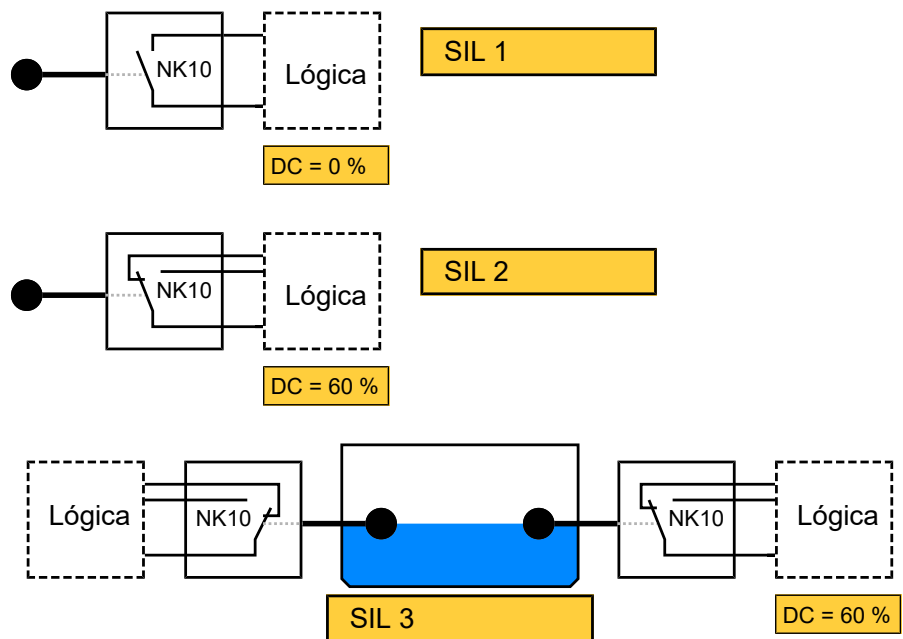 NK10
Lógica
SIL 1
DC = 0 %
NK10
Lógica
SIL 2
DC = 60 %
Lógica
NK10
NK10
Lógica
SIL 3
DC = 60 %